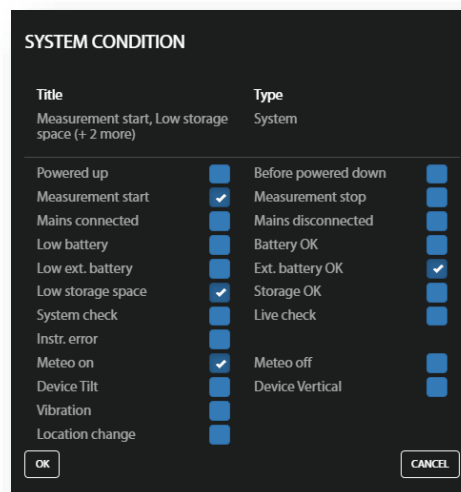 SYSTEM CONDITION
Title Type
Measurement start, Low storage System
space (+ 2 more)
Powered up Before powered down
Measurement start Measurement stop
Mains connected Mains disconnected
Low battery Battery OK
Low ext. battery Ext. battery OK
Low storage space Storage OK
System check Live check
Instr. error
Meteo on Meteo off
Device Tilt Device Vertical
Vibration
Location change
OK CANCEL